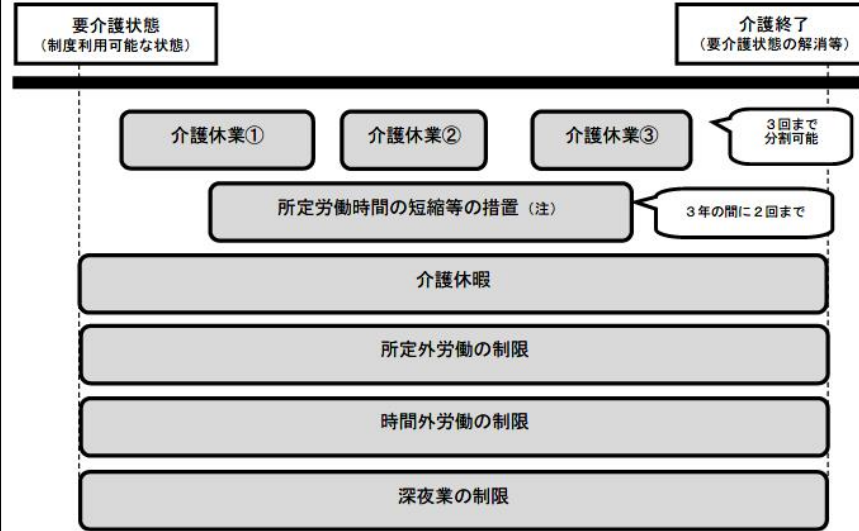 要介護状態
（制度利用可能な状態）
介護終了
（要介護状態の解消等）
介護休業①
介護休業②
介護休業③
３回まで
分割可能
所定労働時間の短縮等の措置（注）
３年の間に２回まで
介護休暇
所定外労働の制限
時間外労働の制限
深夜業の制限